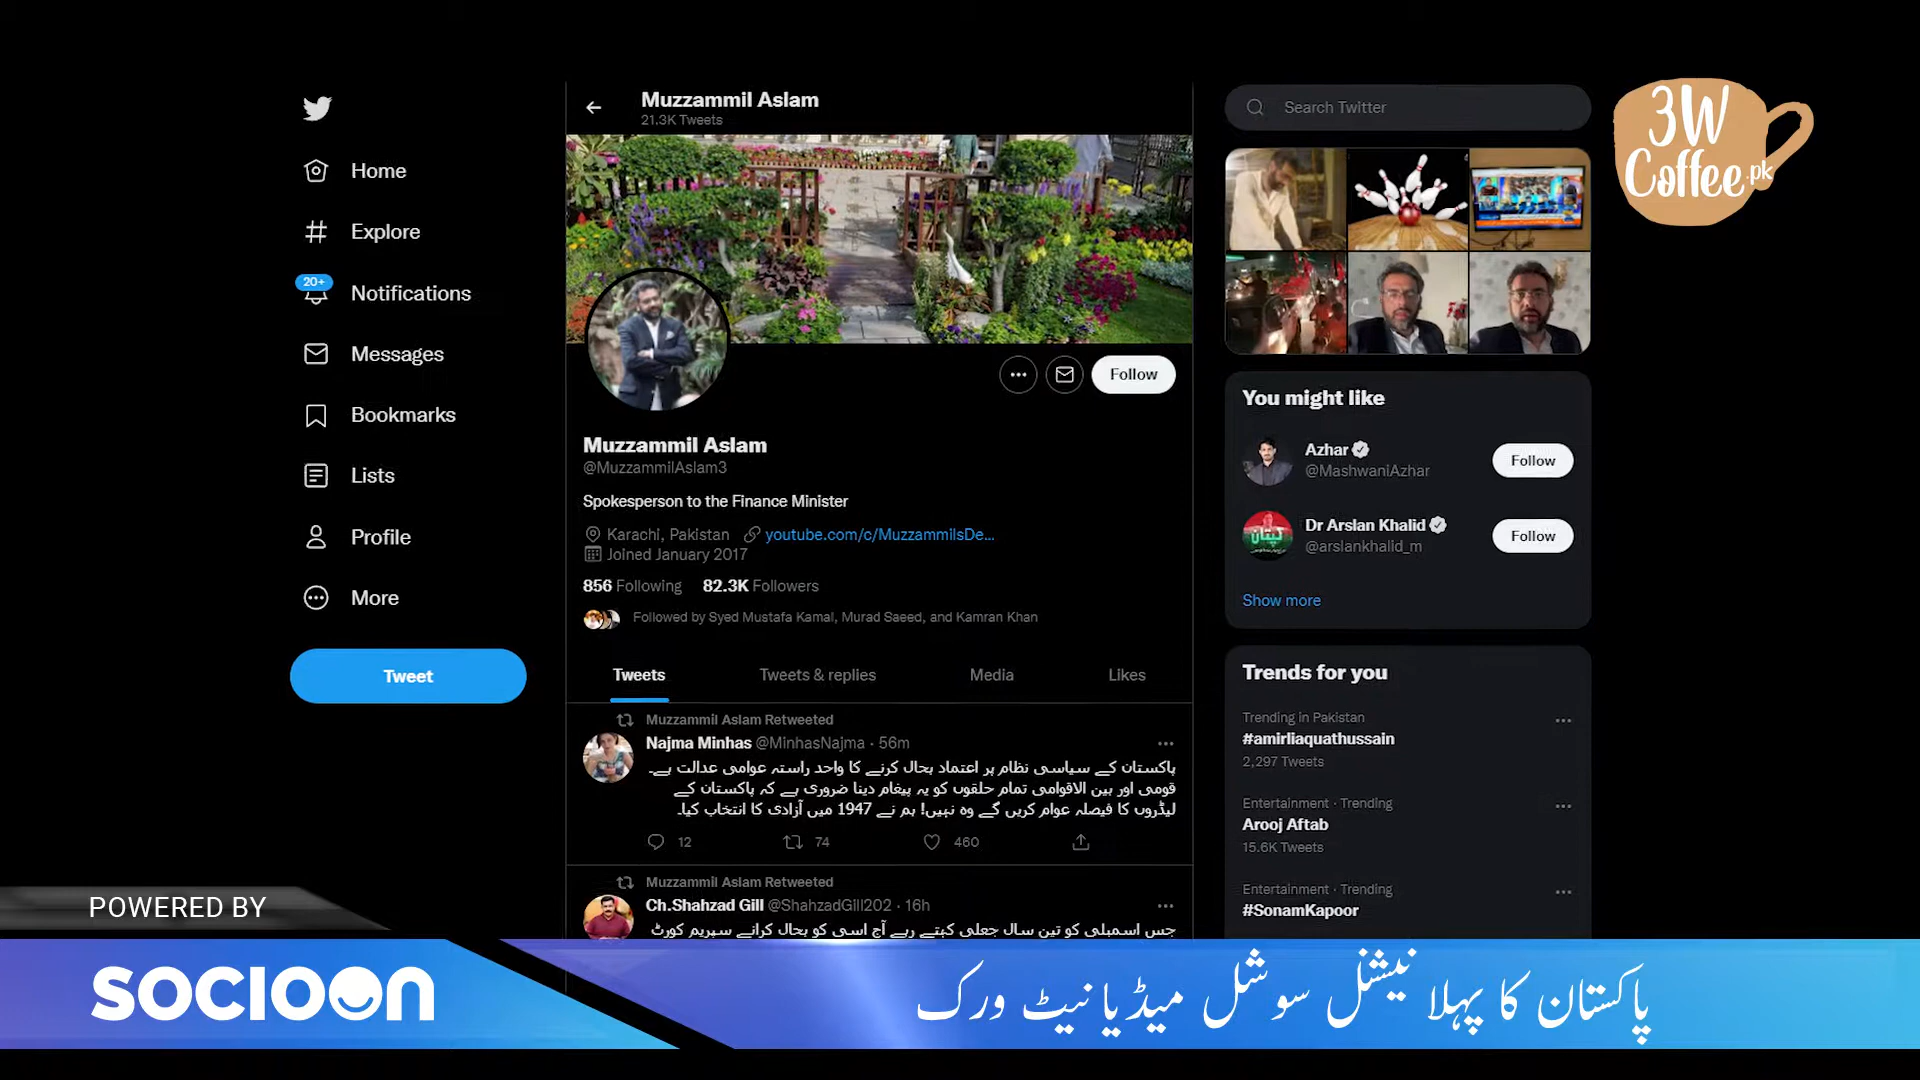 Home
Explore
20+
Notifications
Messages
Bookmarks
Lists
Profile
More
Tweet
Muzzammil Aslam
21.3K Tweets
Follow
Muzzammil Aslam
@MuzzammilAslam3
Spokesperson to the Finance Minister
Karachi, Pakistan youtube.com/c/MuzzammilsDe...
Joined January 2017
856 Following 82.3K Followers
Followed by Syed Mustafa Kamal, Murad Saeed, and Kamran Khan
Tweets Tweets & replies Media Likes
Muzzammil Aslam Retweeted
Najma Minhas @MinhasNajma · 56m
پاکستان کے سیاسی نظام پر اعتماد بحال کرنے کا واحد راستہ عوامی عدالت ہے۔
قومی اور بین الاقوامی تمام حلقوں کو یہ پیغام دینا ضروری ہے کہ پاکستان کے
لیڈروں کا فیصلہ عوام کریں گے وہ نہیں! ہم نے 1947 میں آزادی کا انتخاب کیا۔
12 74 460
Muzzammil Aslam Retweeted
Ch.Shahzad Gill @ShahzadGill202 · 16h
جس اسمبلی کو تین سال جعلی کہتے رہے آج اسی کو بحال کرانے سپریم کورٹ
Search Twitter
3W
Coffee.pk
You might like
Azhar
@MashwaniAzhar
Follow
Dr Arslan Khalid
@arslankhalid_m
Follow
Show more
Trends for you
Trending in Pakistan
#amirliaquathussain
2,297 Tweets
Entertainment · Trending
Arooj Aftab
15.6K Tweets
Entertainment · Trending
#SonamKapoor
POWERED BY
SOCIOON
پاکستان کا پہلا نیشنل سوشل میڈیا نیٹ ورک